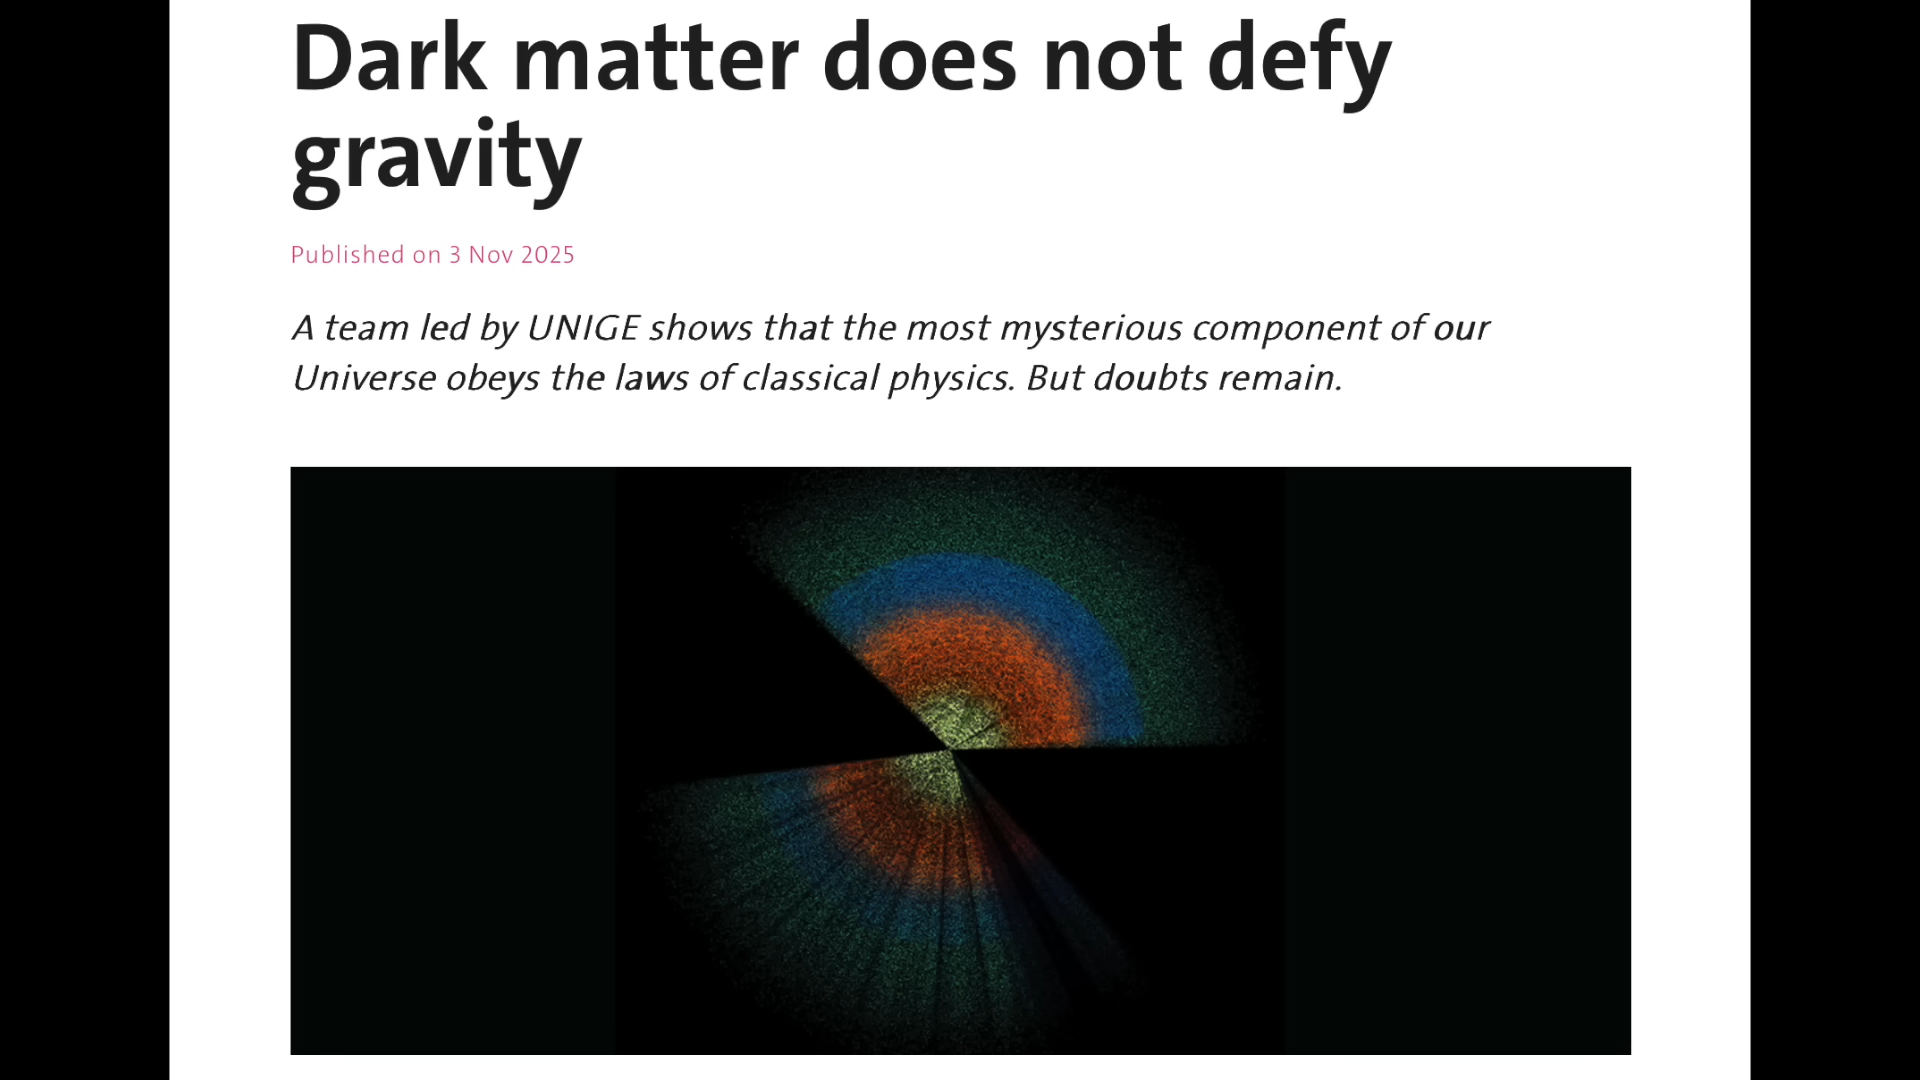 Dark matter does not defy
gravity
Published on 3 Nov 2025
A team led by UNIGE shows that the most mysterious component of our
Universe obeys the laws of classical physics. But doubts remain.